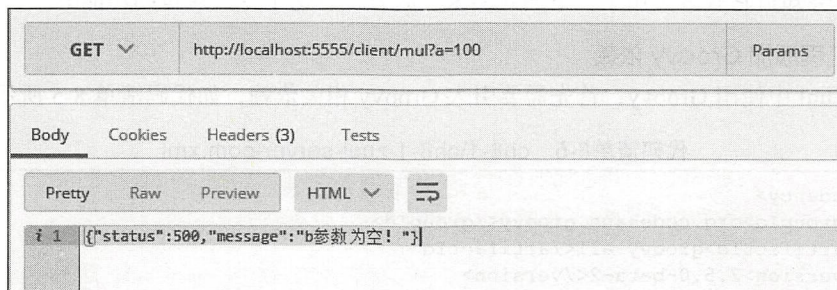 GET http://localhost:5555/client/mul?a=100 Params
Body Cookies Headers (3) Tests
Pretty Raw Preview HTML
i 1 {"status":500,"message":"b参数为空! "}